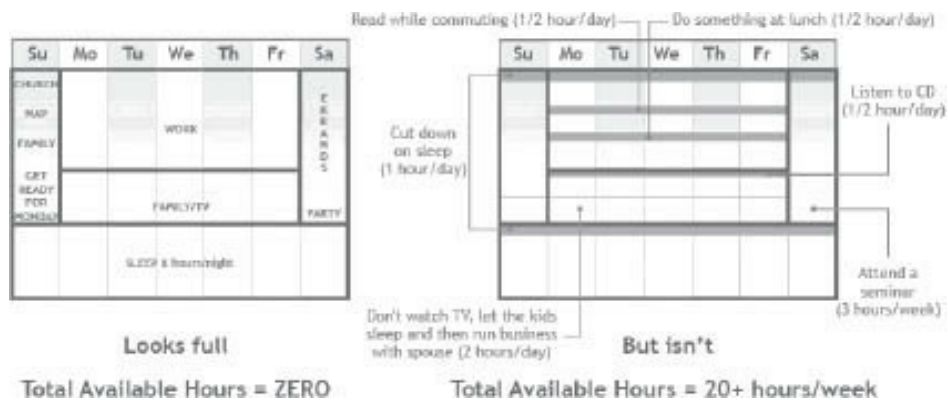 Read while commuting (1/2 hour/day)
Do something at lunch (1/2 hour/day)
Su Mo Tu We Th Fr Sa
CHURCH
NAP
FAMILY
GET
READY
FOR
MONDAY
WORK
FAMILY/TV
ERRANDS
PARTY
SLEEP 8 hours/night
Looks full
Total Available Hours = ZERO
Su Mo Tu We Th Fr Sa
Cut down
on sleep
(1 hour/day)
Listen to CD
(1/2 hour/day)
Attend a
seminar
(3 hours/week)
Don't watch TV, let the kids
sleep and then run business
with spouse (2 hours/day)
But isn't
Total Available Hours = 20+ hours/week